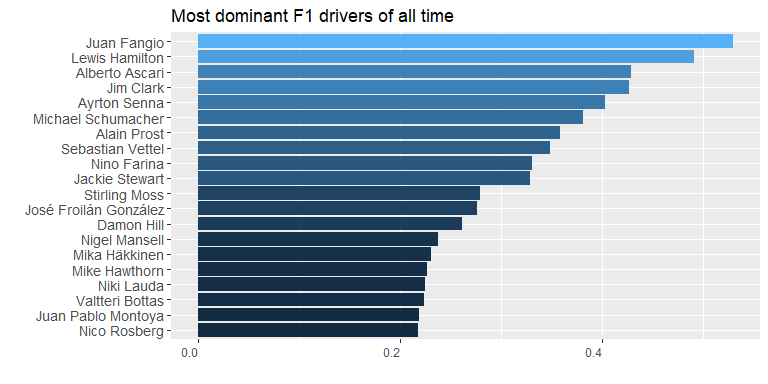 Most dominant F1 drivers of all time
Juan Fangio
Lewis Hamilton
Alberto Ascari
Jim Clark
Ayrton Senna
Michael Schumacher
Alain Prost
Sebastian Vettel
Nino Farina
Jackie Stewart
Stirling Moss
José Froilán González
Damon Hill
Nigel Mansell
Mika Häkkinen
Mike Hawthorn
Niki Lauda
Valtteri Bottas
Juan Pablo Montoya
Nico Rosberg
0.0 0.2 0.4